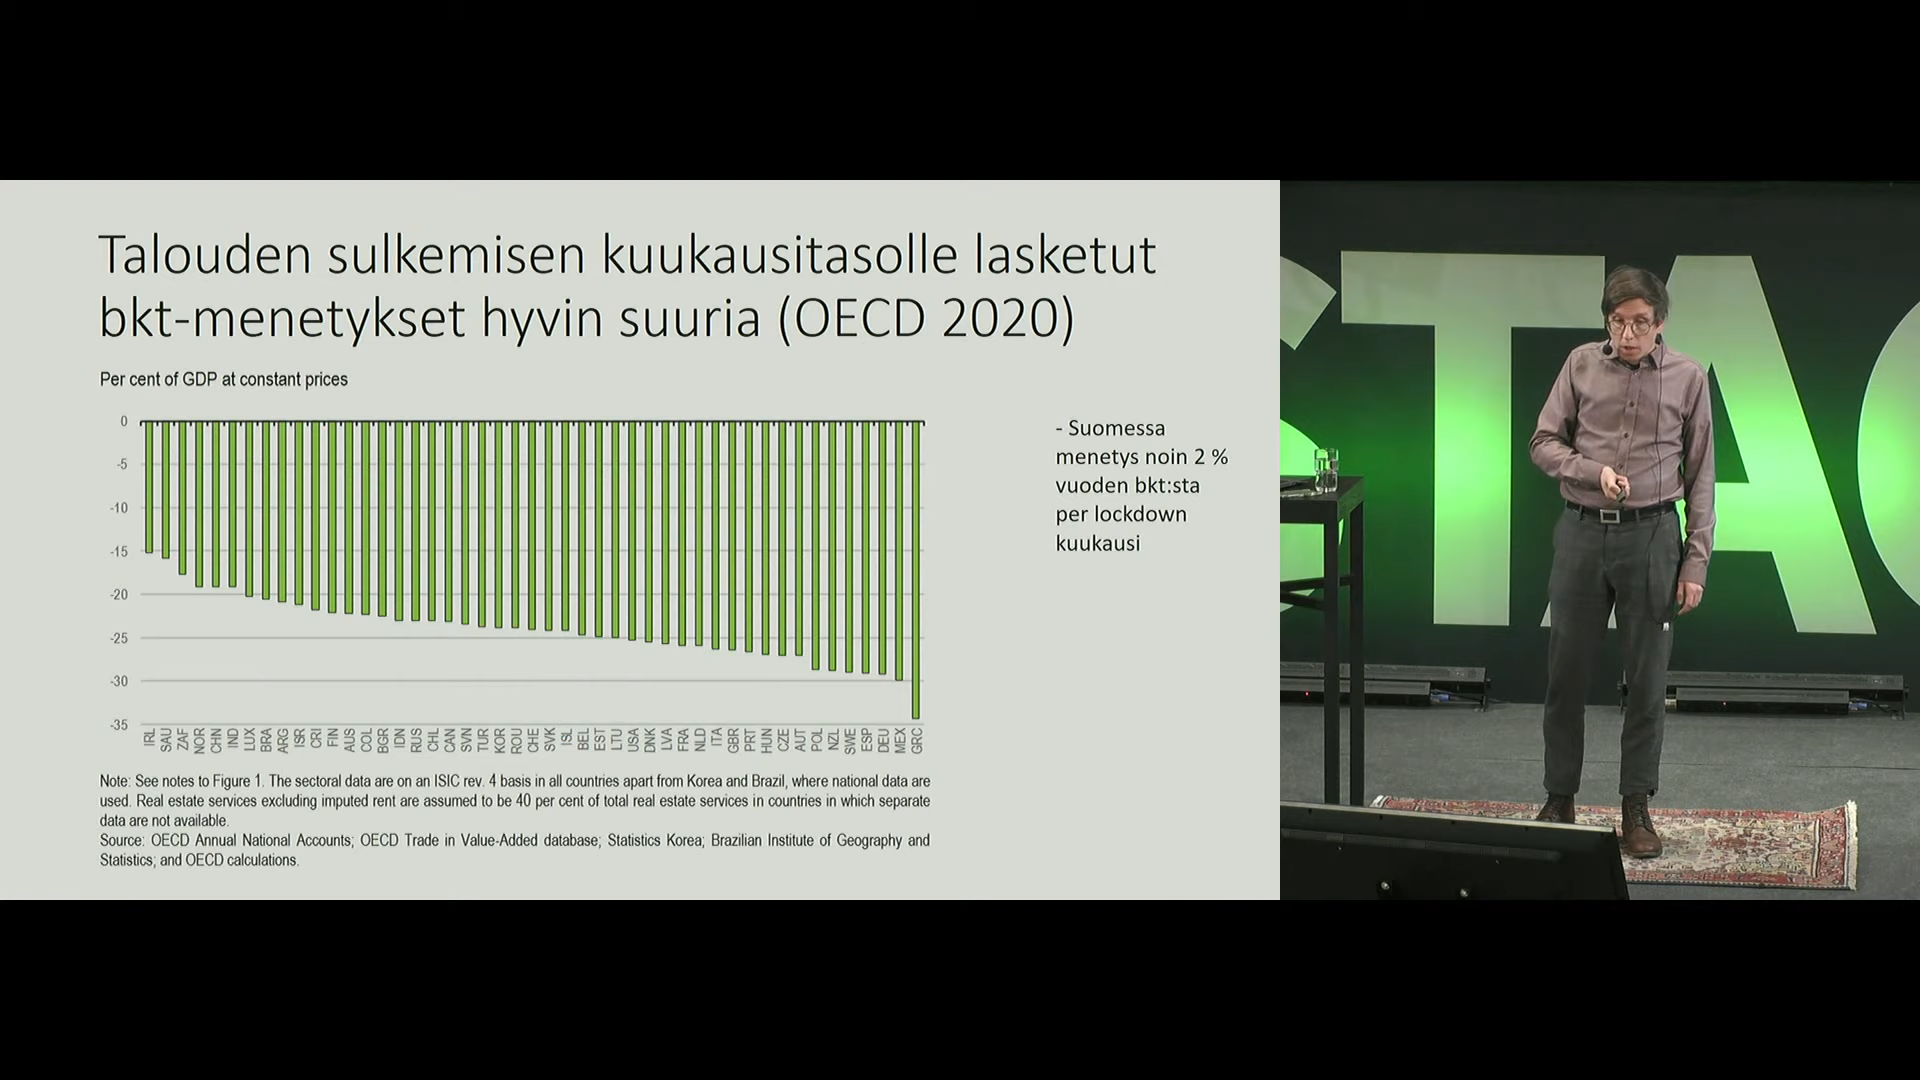 Talouden sulkemisen kuukausitasolle lasketut
bkt-menetykset hyvin suuria (OECD 2020)
Per cent of GDP at constant prices
0
-5
-10
-15
-20
-25
-30
-35
IRL SAU ZAF NOR CHN IND LUX BRA ARG ISR CRI FIN AUS COL BGR IDN RUS CHL CAN SVN TUR KOR ROU CHE SVK ISL BEL EST LTU USA DNK LVA FRA NLD ITA GBR PRT HUN CZE AUT POL NZL SWE ESP DEU MEX GRC
Note: See notes to Figure 1. The sectoral data are on an ISIC rev. 4 basis in all countries apart from Korea and Brazil, where national data are
used. Real estate services excluding imputed rent are assumed to be 40 per cent of total real estate services in countries in which separate
data are not available.
Source: OECD Annual National Accounts; OECD Trade in Value-Added database; Statistics Korea; Brazilian Institute of Geography and
Statistics; and OECD calculations.
- Suomessa
menetys noin 2 %
vuoden bkt:sta
per lockdown
kuukausi
STAG